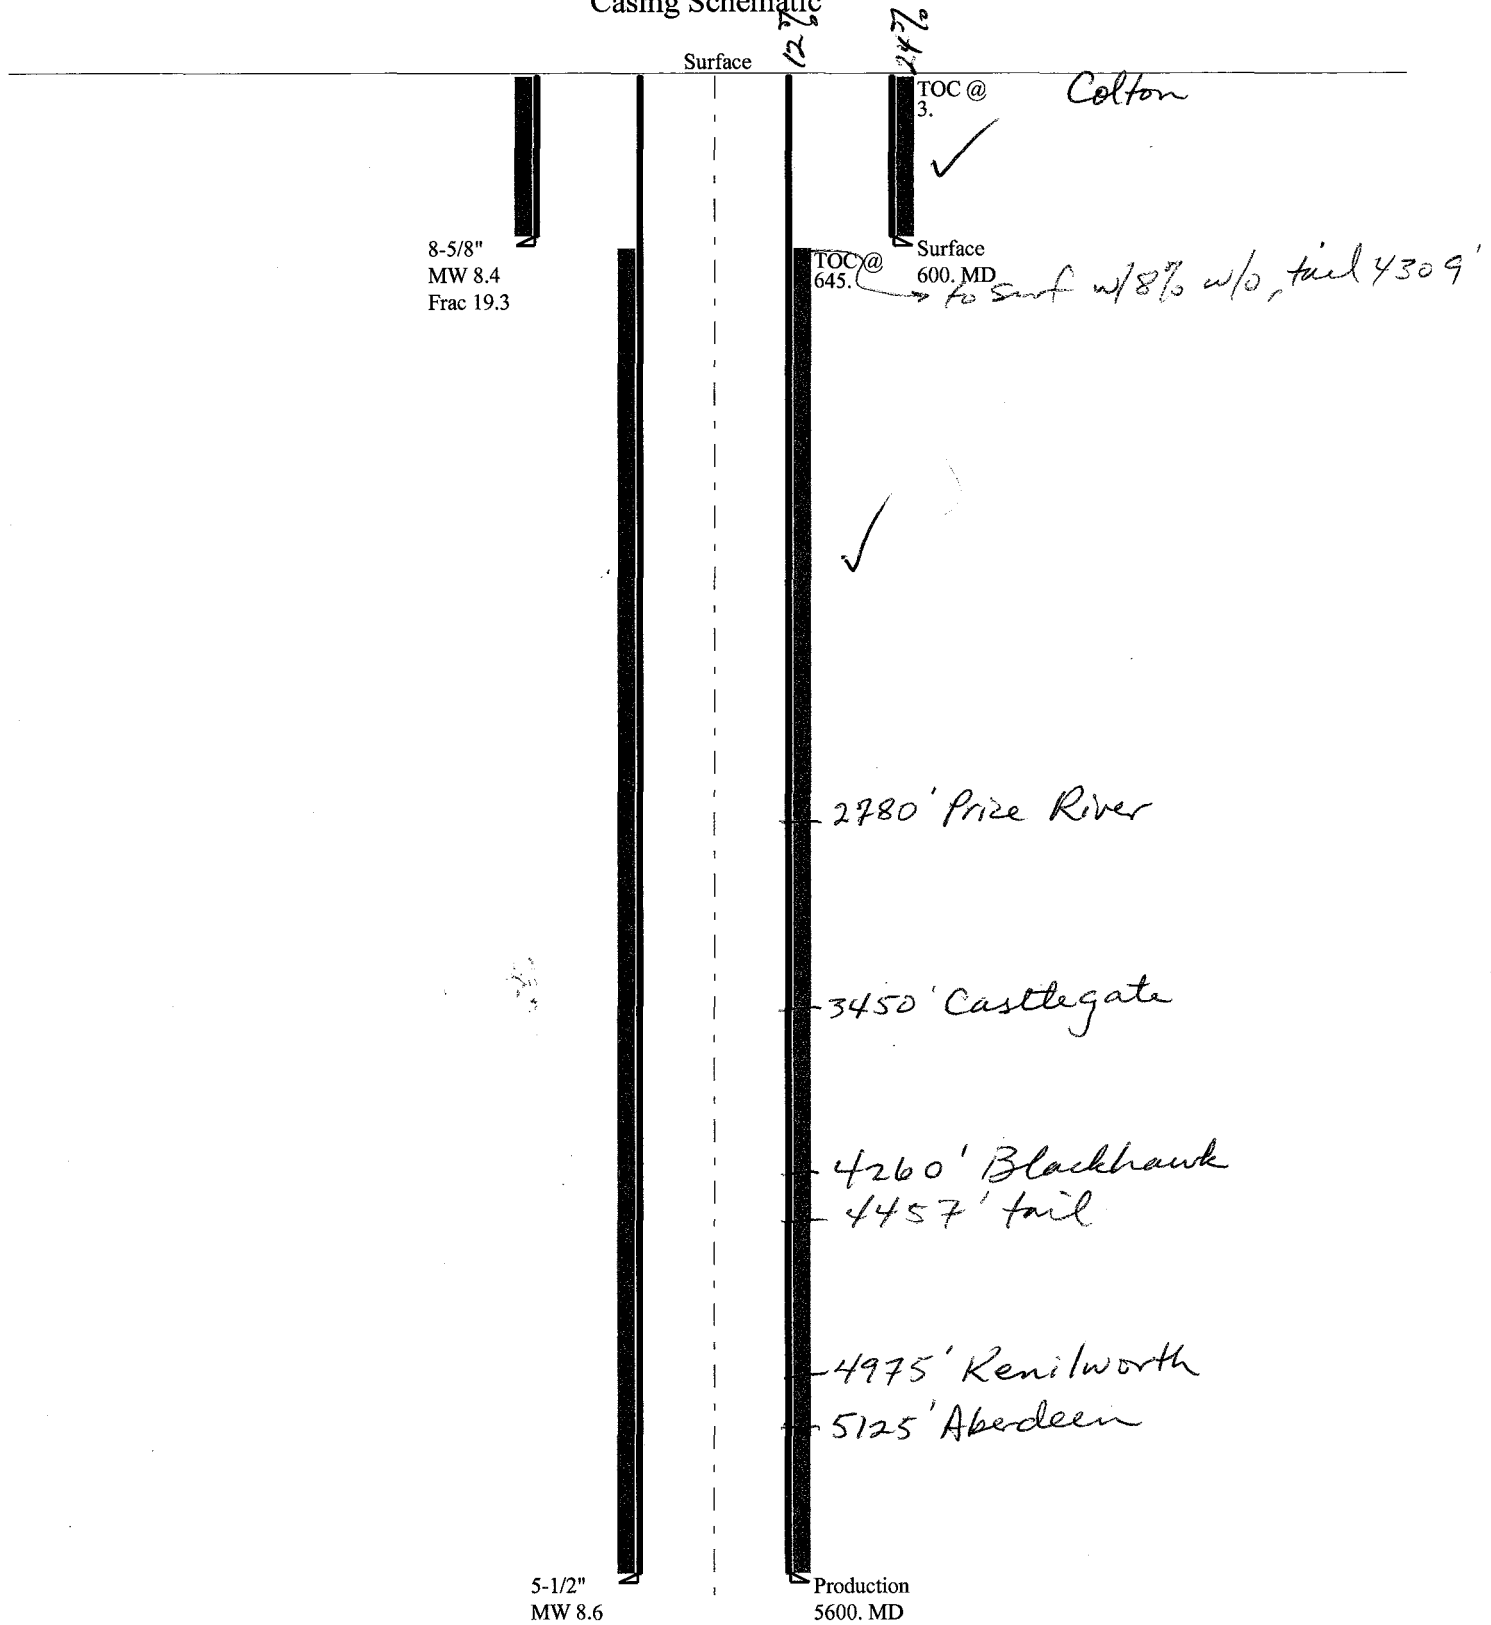 Casing Schematic
12%
24%
Surface
TOC @
3.
Colton
8-5/8"
MW 8.4
Frac 19.3
Surface
600. MD
TOC @
645.
to surf w/8% w/o, tail 4309'
2780' Price River
3450' Castlegate
4260' Blackhawk
4457' tail
4975' Kenilworth
5125' Aberdeen
5-1/2"
MW 8.6
Production
5600. MD